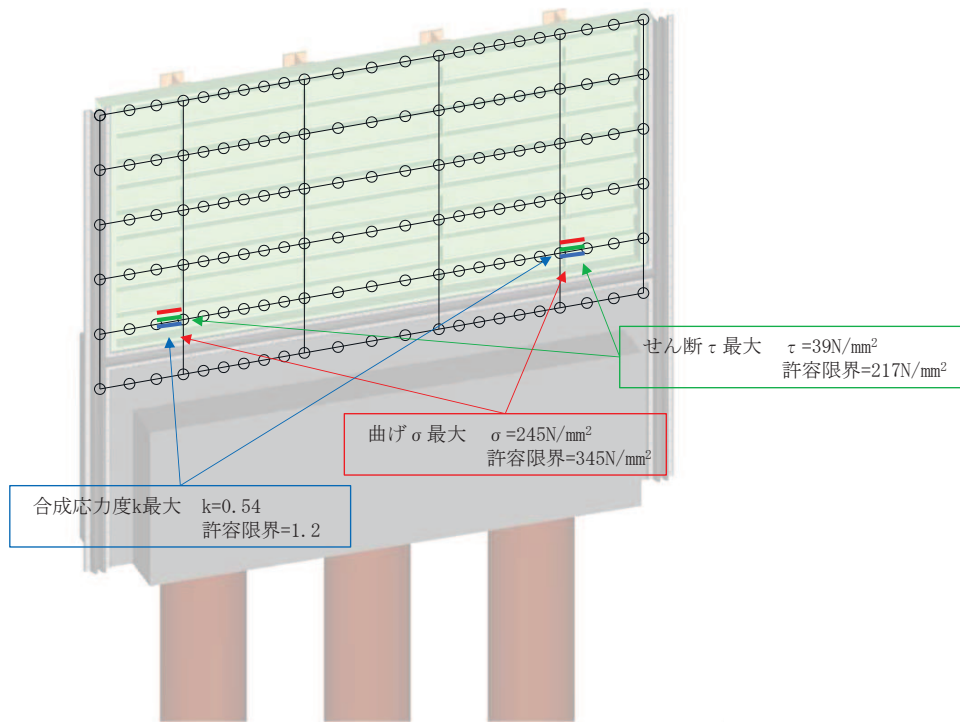 せん断τ最大　τ=39N/mm²
許容限界=217N/mm²
曲げσ最大　σ=245N/mm²
許容限界=345N/mm²
合成応力度k最大　k=0.54
許容限界=1.2